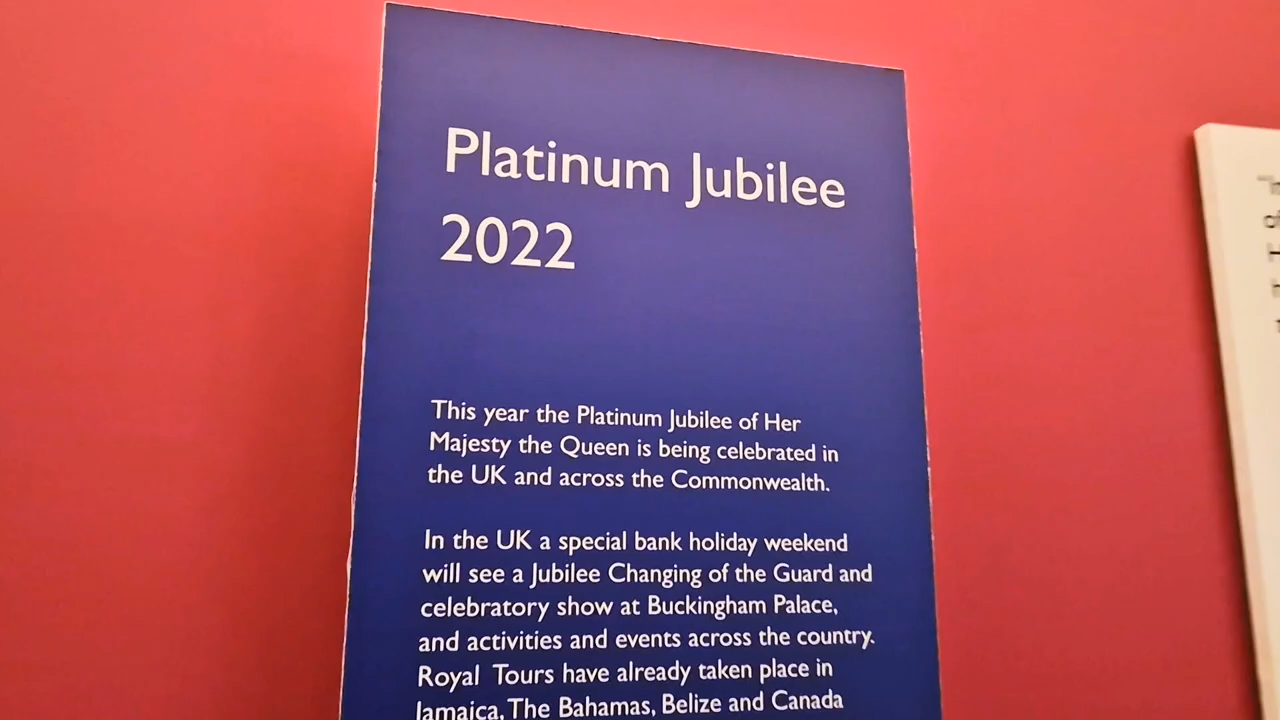 Platinum Jubilee
2022
This year the Platinum Jubilee of Her
Majesty the Queen is being celebrated in
the UK and across the Commonwealth.
In the UK a special bank holiday weekend
will see a Jubilee Changing of the Guard and
celebratory show at Buckingham Palace,
and activities and events across the country.
Royal Tours have already taken place in
Jamaica, The Bahamas, Belize and Canada